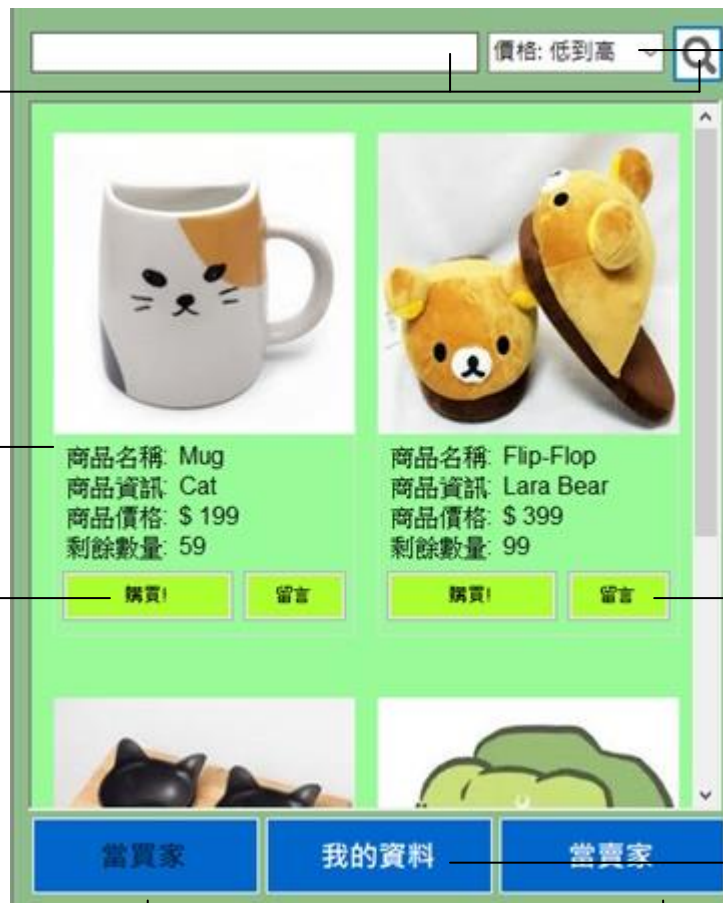 價格: 低到高
商品名稱: Mug
商品資訊: Cat
商品價格: $ 199
剩餘數量: 59
購買! 留言
商品名稱: Flip-Flop
商品資訊: Lara Bear
商品價格: $ 399
剩餘數量: 99
購買! 留言
當買家 我的資料 當賣家